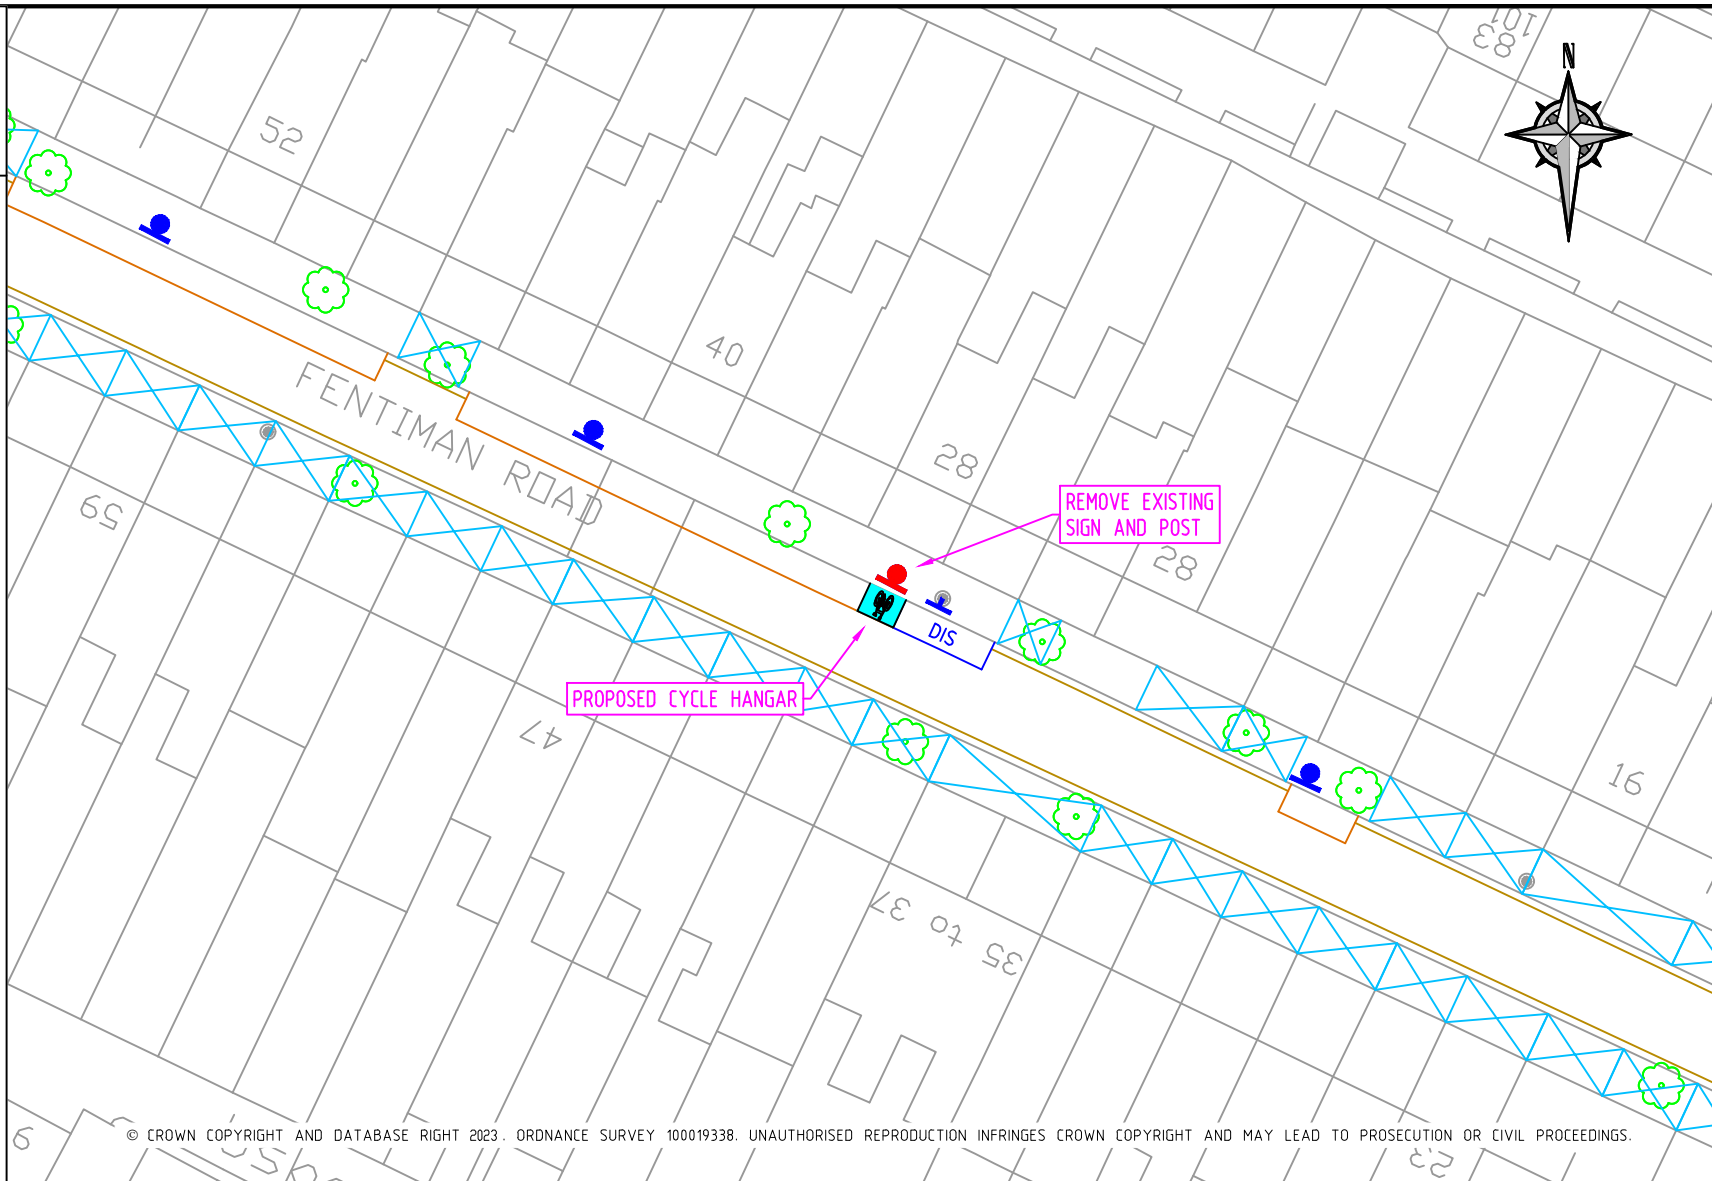 101
83
N
52
40
FENTIMAN ROAD
28
REMOVE EXISTING
SIGN AND POST
28
59
DIS
PROPOSED CYCLE HANGAR
47
16
35 to 37
© CROWN COPYRIGHT AND DATABASE RIGHT 2023. ORDNANCE SURVEY 100019338. UNAUTHORISED REPRODUCTION INFRINGES CROWN COPYRIGHT AND MAY LEAD TO PROSECUTION OR CIVIL PROCEEDINGS.
23